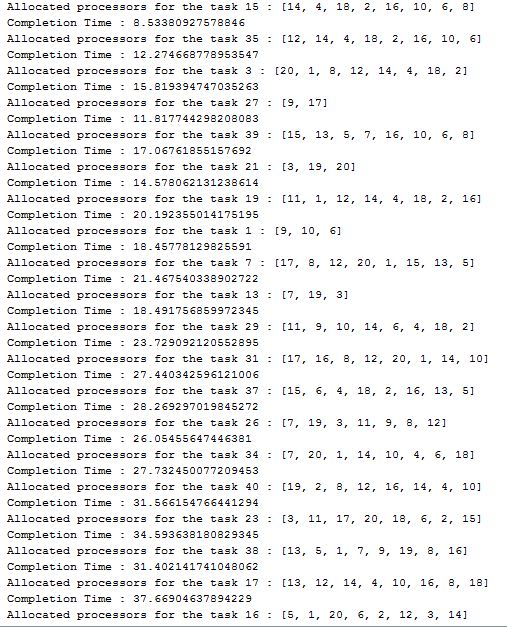 Allocated processors for the task 15 : [14, 4, 18, 2, 16, 10, 6, 8]
Completion Time : 8.53380927578846
Allocated processors for the task 35 : [12, 14, 4, 18, 2, 16, 10, 6]
Completion Time : 12.274668778953547
Allocated processors for the task 3 : [20, 1, 8, 12, 14, 4, 18, 2]
Completion Time : 15.819394747035263
Allocated processors for the task 27 : [9, 17]
Completion Time : 11.817744298208083
Allocated processors for the task 39 : [15, 13, 5, 7, 16, 10, 6, 8]
Completion Time : 17.06761855157692
Allocated processors for the task 21 : [3, 19, 20]
Completion Time : 14.578062131238614
Allocated processors for the task 19 : [11, 1, 12, 14, 4, 18, 2, 16]
Completion Time : 20.192355014175195
Allocated processors for the task 1 : [9, 10, 6]
Completion Time : 18.45778129825591
Allocated processors for the task 7 : [17, 8, 12, 20, 1, 15, 13, 5]
Completion Time : 21.467540338902722
Allocated processors for the task 13 : [7, 19, 3]
Completion Time : 18.491756859972345
Allocated processors for the task 29 : [11, 9, 10, 14, 6, 4, 18, 2]
Completion Time : 23.729092120552895
Allocated processors for the task 31 : [17, 16, 8, 12, 20, 1, 14, 10]
Completion Time : 27.440342596121006
Allocated processors for the task 37 : [15, 6, 4, 18, 2, 16, 13, 5]
Completion Time : 28.269297019845272
Allocated processors for the task 26 : [7, 19, 3, 11, 9, 8, 12]
Completion Time : 26.05455647446381
Allocated processors for the task 34 : [7, 20, 1, 14, 10, 4, 6, 18]
Completion Time : 27.732450077209453
Allocated processors for the task 40 : [19, 2, 8, 12, 16, 14, 4, 10]
Completion Time : 31.566154766441294
Allocated processors for the task 23 : [3, 11, 17, 20, 18, 6, 2, 15]
Completion Time : 34.593638180829345
Allocated processors for the task 38 : [13, 5, 1, 7, 9, 19, 8, 16]
Completion Time : 31.402141741048062
Allocated processors for the task 17 : [13, 12, 14, 4, 10, 16, 8, 18]
Completion Time : 37.66904637894229
Allocated processors for the task 16 : [5, 1, 20, 6, 2, 12, 3, 14]